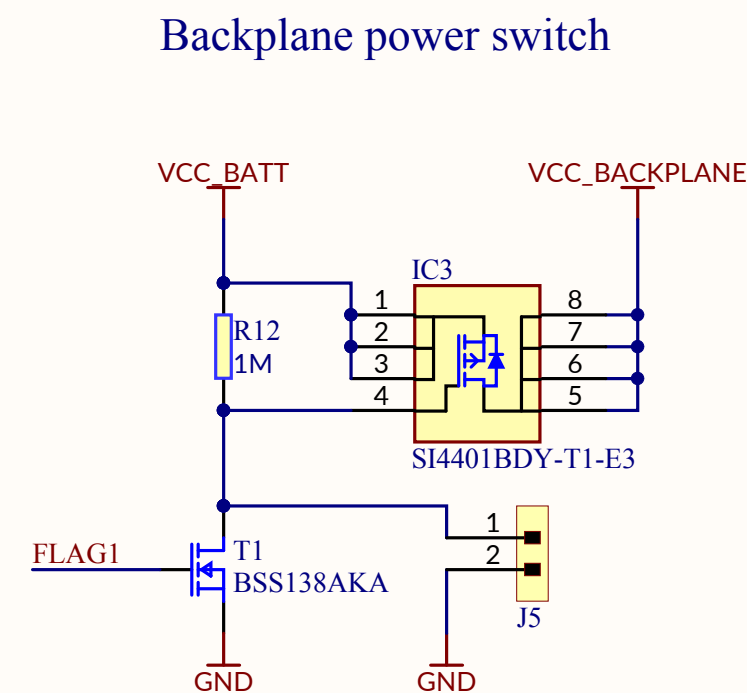 Backplane power switch
VCC_BATT
VCC_BACKPLANE
IC3
1
8
2
7
3
6
4
5
R12
1M
SI4401BDY-T1-E3
FLAG1
T1
BSS138AKA
1
2
J5
GND
GND